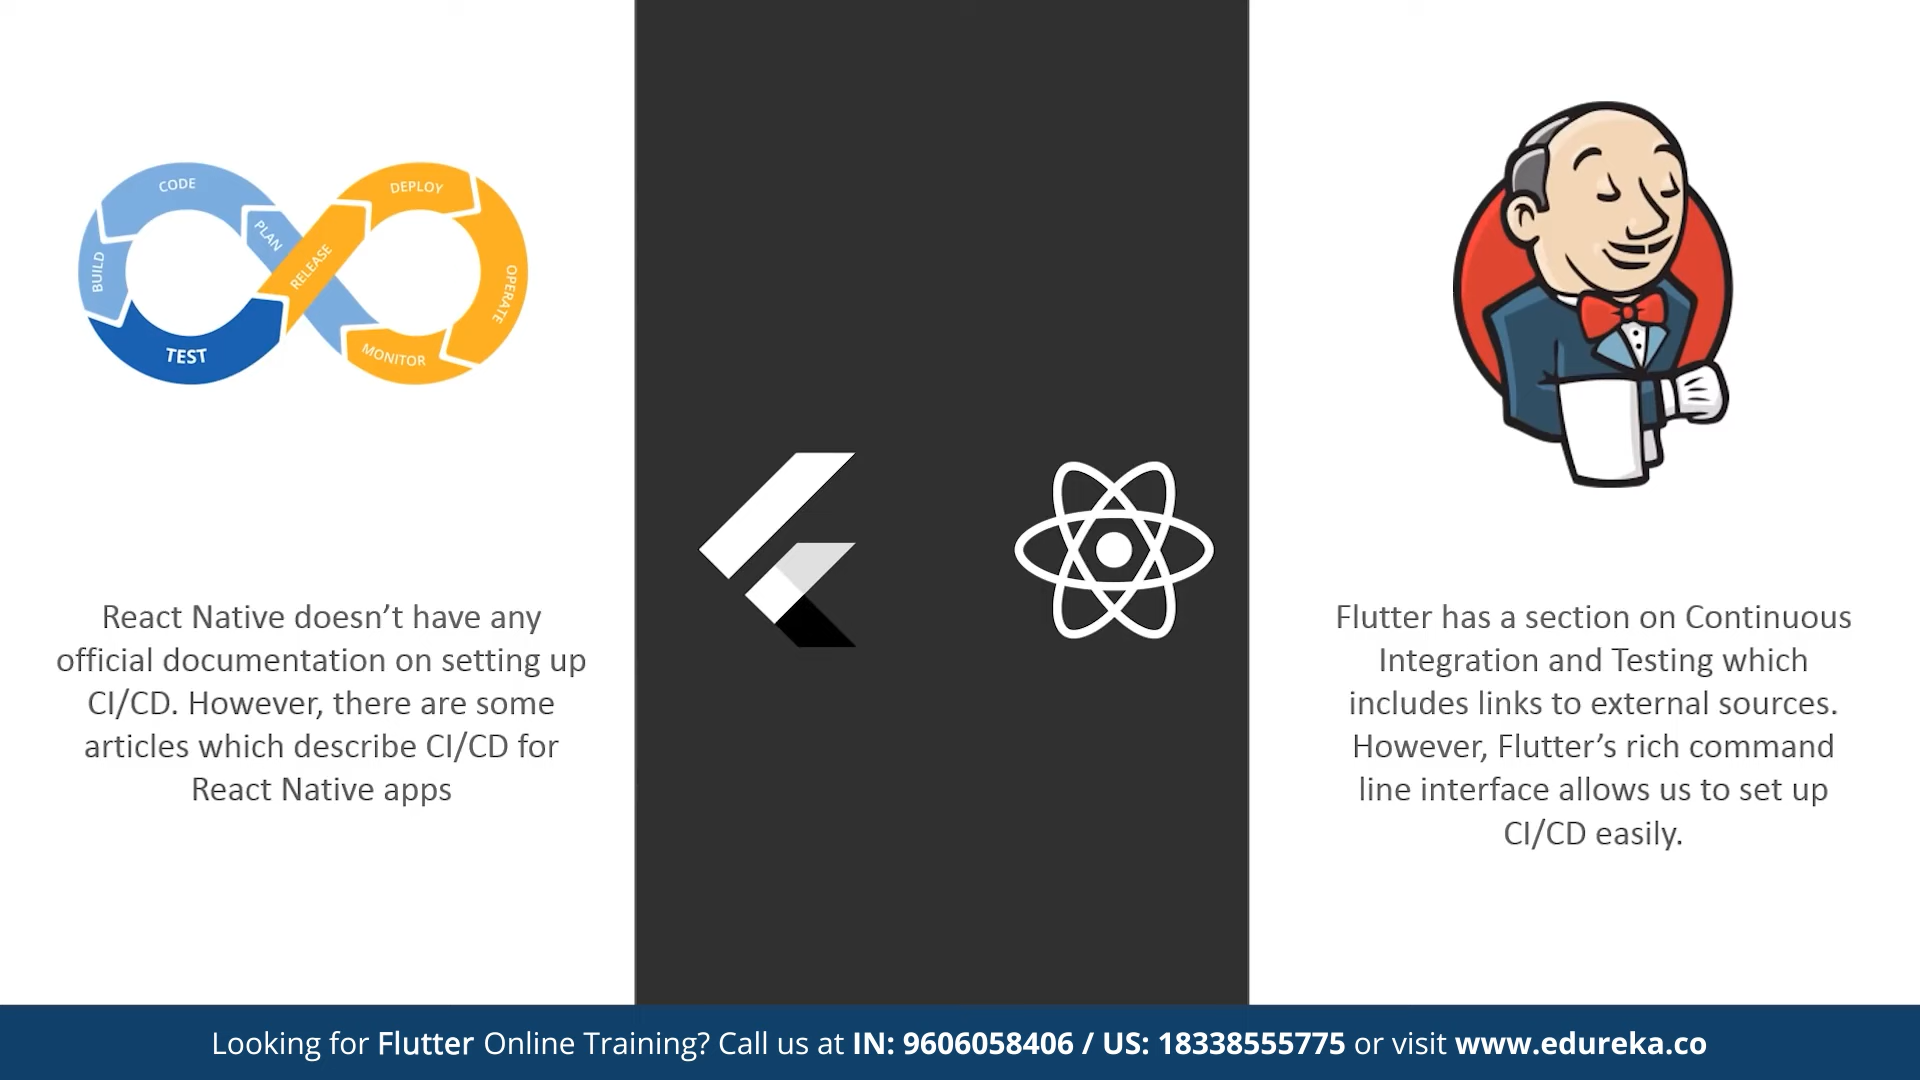 CODE
PLAN
BUILD
TEST
RELEASE
DEPLOY
OPERATE
MONITOR
React Native doesn’t have any
official documentation on setting up
CI/CD. However, there are some
articles which describe CI/CD for
React Native apps
Flutter has a section on Continuous
Integration and Testing which
includes links to external sources.
However, Flutter’s rich command
line interface allows us to set up
CI/CD easily.
Looking for Flutter Online Training? Call us at IN: 9606058406 / US: 18338555775 or visit www.edureka.co